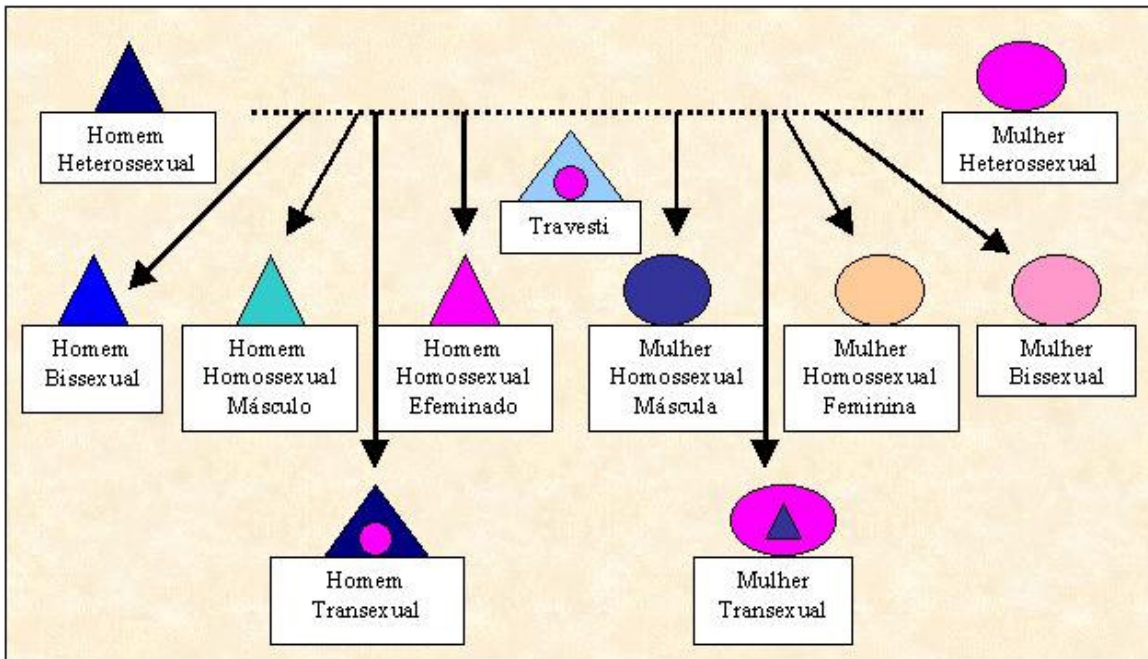 Homem
Heterossexual
Mulher
Heterossexual
Travesti
Homem
Bissexual
Homem
Homossexual
Másculo
Homem
Homossexual
Efeminado
Mulher
Homossexual
Máscula
Mulher
Homossexual
Feminina
Mulher
Bissexual
Homem
Transexual
Mulher
Transexual